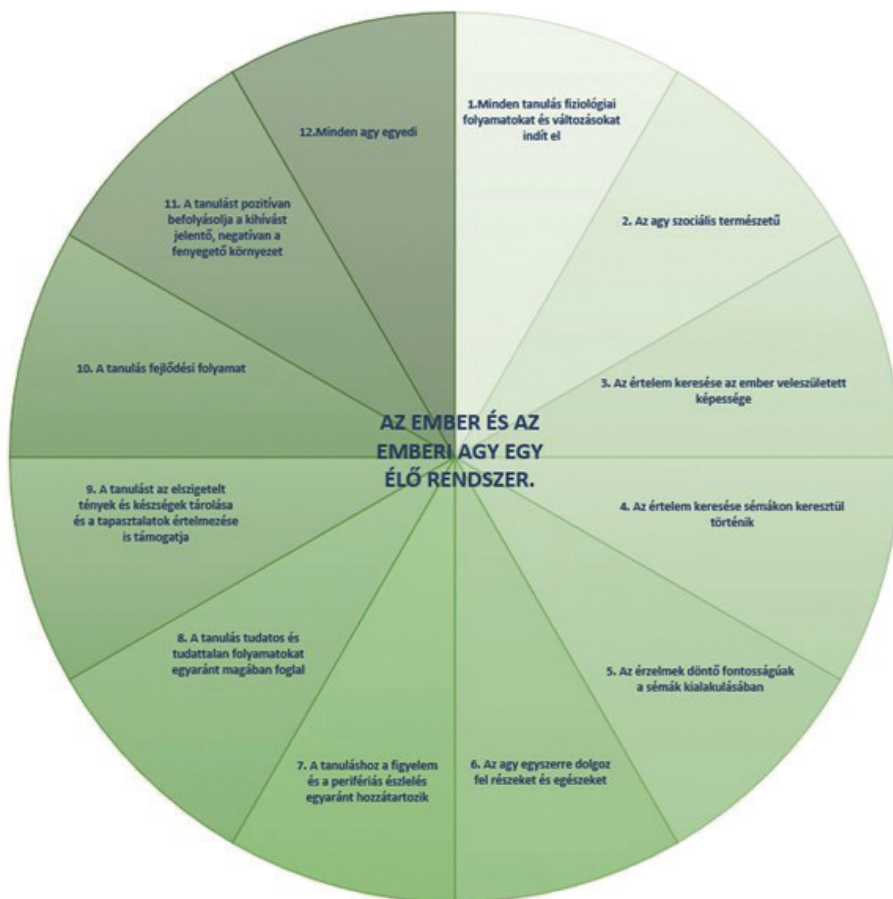 1.Minden tanulás fiziológiai
folyamatokat és változásokat
indít el
2. Az agy szociális természetű
3. Az értelem keresése az ember veleszületett
képessége
4. Az értelem keresése sémákon keresztül
történik
5. Az érzelmek döntő fontosságúak
a sémák kialakulásában
6. Az agy egyszerre dolgoz
fel részeket és egészeket
7. A tanuláshoz a figyelem
és a perifériás észlelés
egyaránt hozzátartozik
8. A tanulás tudatos és
tudattalan folyamatokat
egyaránt magában foglal
9. A tanulást az elszigetelt
tények és készségek tárolása
és a tapasztalatok értelmezése
is támogatja
10. A tanulás fejlődési folyamat
11. A tanulást pozitívan
befolyásolja a kihívást
jelentő, negatívan a
fenyegető környezet
12.Minden agy egyedi
AZ EMBER ÉS AZ
EMBERI AGY EGY
ÉLŐ RENDSZER.